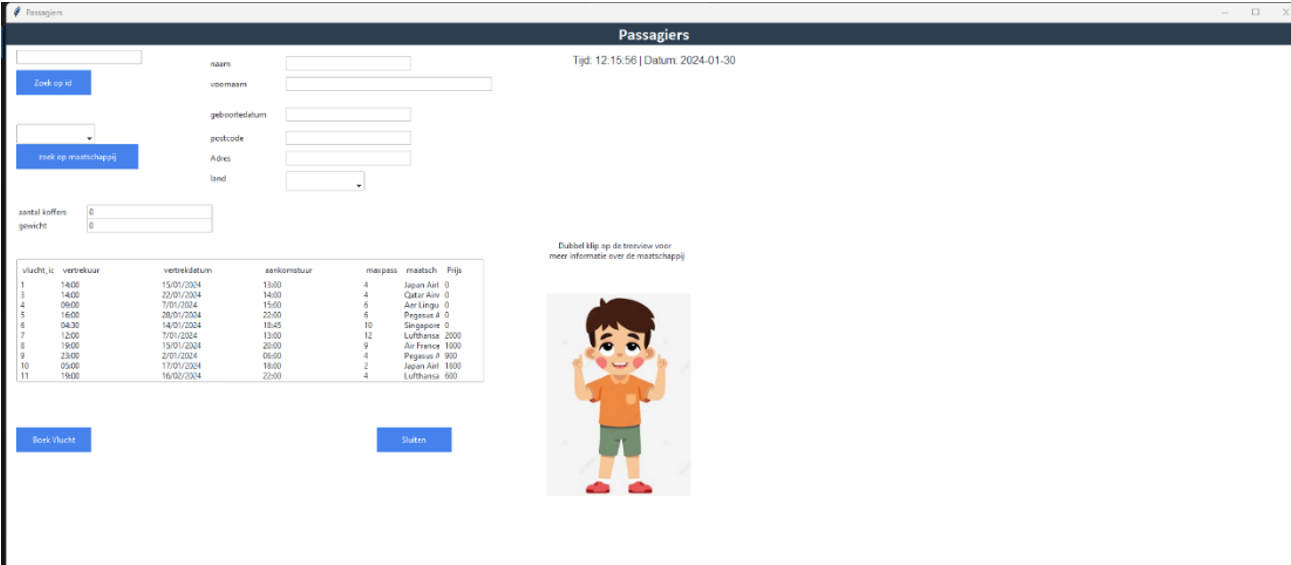 Passagiers
Passagiers
Tijd: 12:15:56 | Datum: 2024-01-30
Zoek op id
naam
voornaam
geboortedatum
postcode
zoek op maatschappij
Adres
land
aantal koffers 0
gewicht 0
Dubbel klip op de treeview voor
meer informatie over de maatschappij
vlucht_ic vertrekuur vertrekdatum aankomstuur maxpass maatsch Prijs
1 14:00 15/01/2024 13:00 4 Japan Airl 0
3 14:00 22/01/2024 14:00 4 Qatar Airv 0
4 09:00 7/01/2024 15:00 6 Aer Lingu 0
5 16:00 28/01/2024 22:00 6 Pegasus A 0
6 04:30 14/01/2024 18:45 10 Singapore 0
7 12:00 7/01/2024 13:00 12 Lufthansa 2000
8 19:00 15/01/2024 20:00 9 Air France 1000
9 23:00 2/01/2024 06:00 4 Pegasus A 900
10 05:00 17/01/2024 18:00 2 Japan Airl 1600
11 19:00 16/02/2024 22:00 4 Lufthansa 600
Boek Vlucht
Sluiten